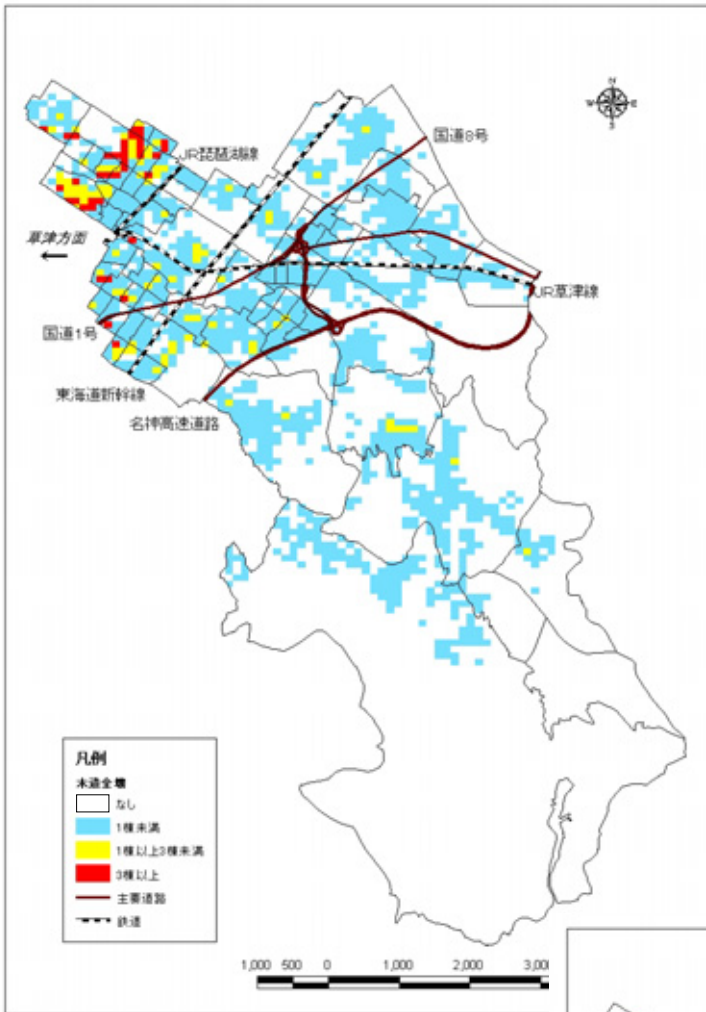 N
W E
S
国道8号
JR琵琶湖線
草津方面
←
JR草津線
国道1号
東海道新幹線
名神高速道路
凡例
木造全壊
なし
1棟未満
1棟以上3棟未満
3棟以上
主要道路
鉄道
1,000 500 0 1,000 2,000 3,000